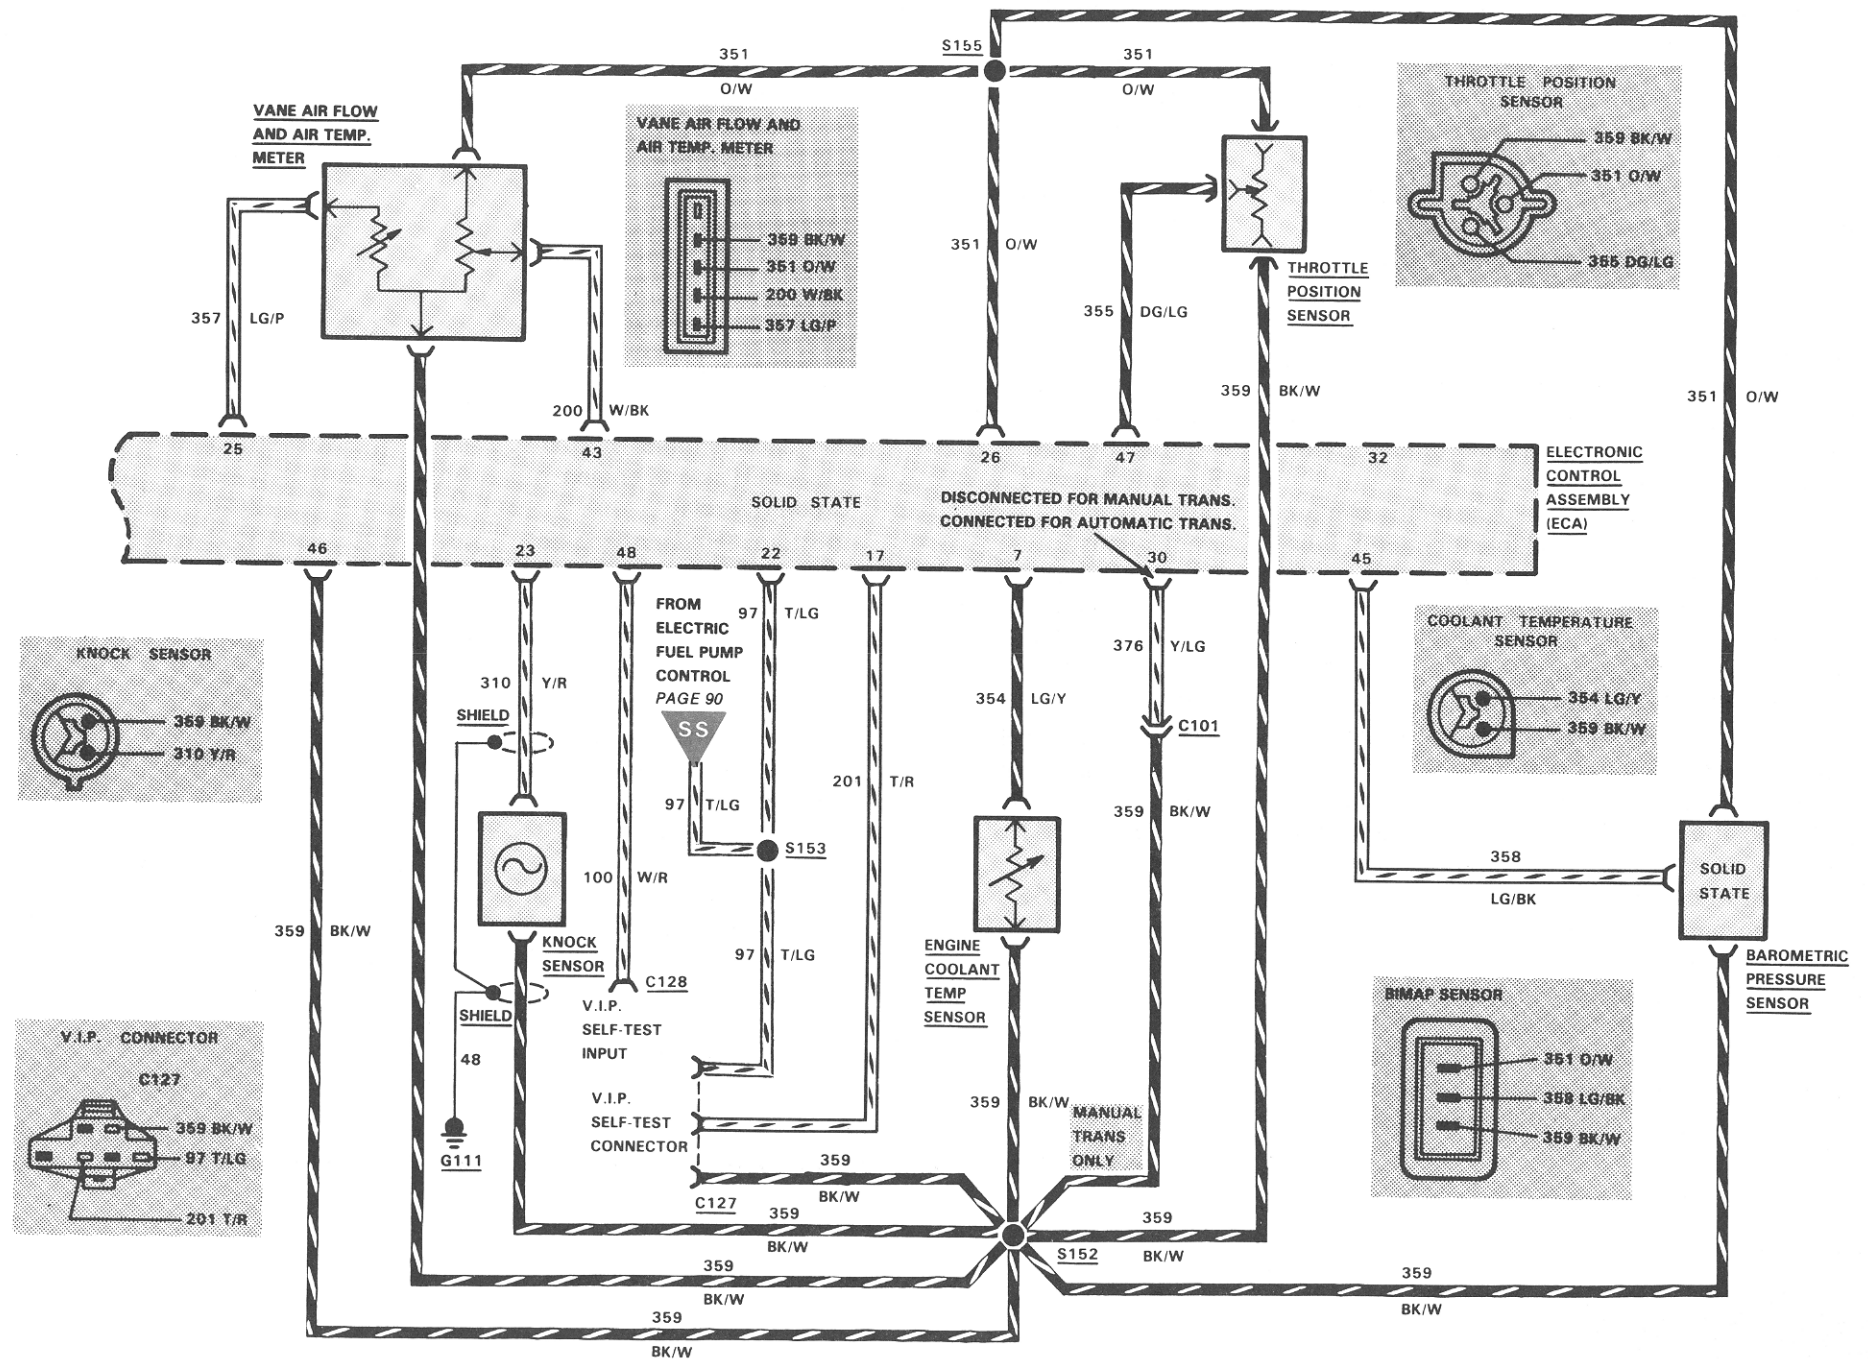 351
O/W
S155
351
O/W
VANE AIR FLOW
AND AIR TEMP.
METER
VANE AIR FLOW AND
AIR TEMP. METER
359 BK/W
351 O/W
200 W/BK
357 LG/P
THROTTLE POSITION
SENSOR
359 BK/W
351 O/W
355 DG/LG
357 LG/P
200 W/BK
351 O/W
355 DG/LG
THROTTLE
POSITION
SENSOR
359 BK/W
351 O/W
25
43
26
47
32
ELECTRONIC
CONTROL
ASSEMBLY
(ECA)
SOLID STATE
DISCONNECTED FOR MANUAL TRANS.
CONNECTED FOR AUTOMATIC TRANS.
46
23
48
22
17
7
30
45
KNOCK SENSOR
359 BK/W
310 Y/R
310 Y/R
SHIELD
FROM
ELECTRIC
FUEL PUMP
CONTROL
PAGE 90
SS
97 T/LG
97 T/LG
S153
354 LG/Y
376 Y/LG
C101
COOLANT TEMPERATURE
SENSOR
354 LG/Y
359 BK/W
201 T/R
359 BK/W
100 W/R
358
LG/BK
SOLID
STATE
359 BK/W
KNOCK
SENSOR
97 T/LG
ENGINE
COOLANT
TEMP
SENSOR
BAROMETRIC
PRESSURE
SENSOR
C128
V.I.P.
SELF-TEST
INPUT
SHIELD
48
G111
BIMAP SENSOR
351 O/W
358 LG/BK
359 BK/W
V.I.P. CONNECTOR
C127
359 BK/W
97 T/LG
201 T/R
V.I.P.
SELF-TEST
CONNECTOR
C127
359 BK/W
MANUAL
TRANS
ONLY
359
BK/W
359
BK/W
359
BK/W
S152
359
BK/W
359
BK/W
359
BK/W